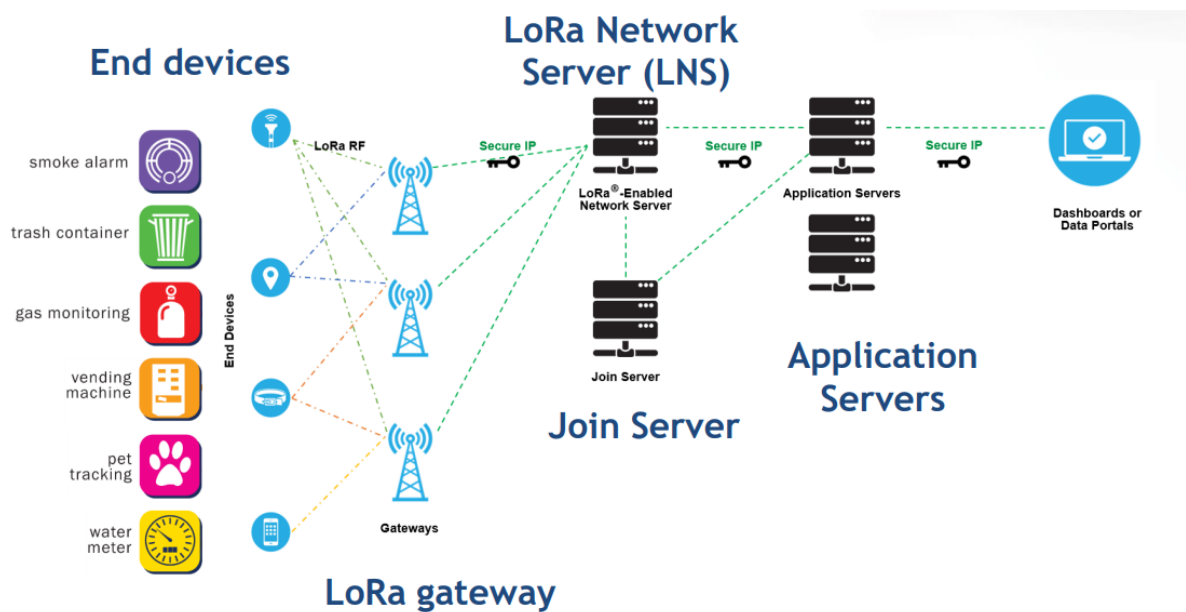 End devices
LoRa Network
Server (LNS)
smoke alarm
trash container
gas monitoring
vending
machine
pet
tracking
water
meter
End Devices
LoRa RF
Secure IP
Secure IP
Secure IP
LoRa®-Enabled
Network Server
Application Servers
Dashboards or
Data Portals
Join Server
Join Server
Application
Servers
Gateways
LoRa gateway